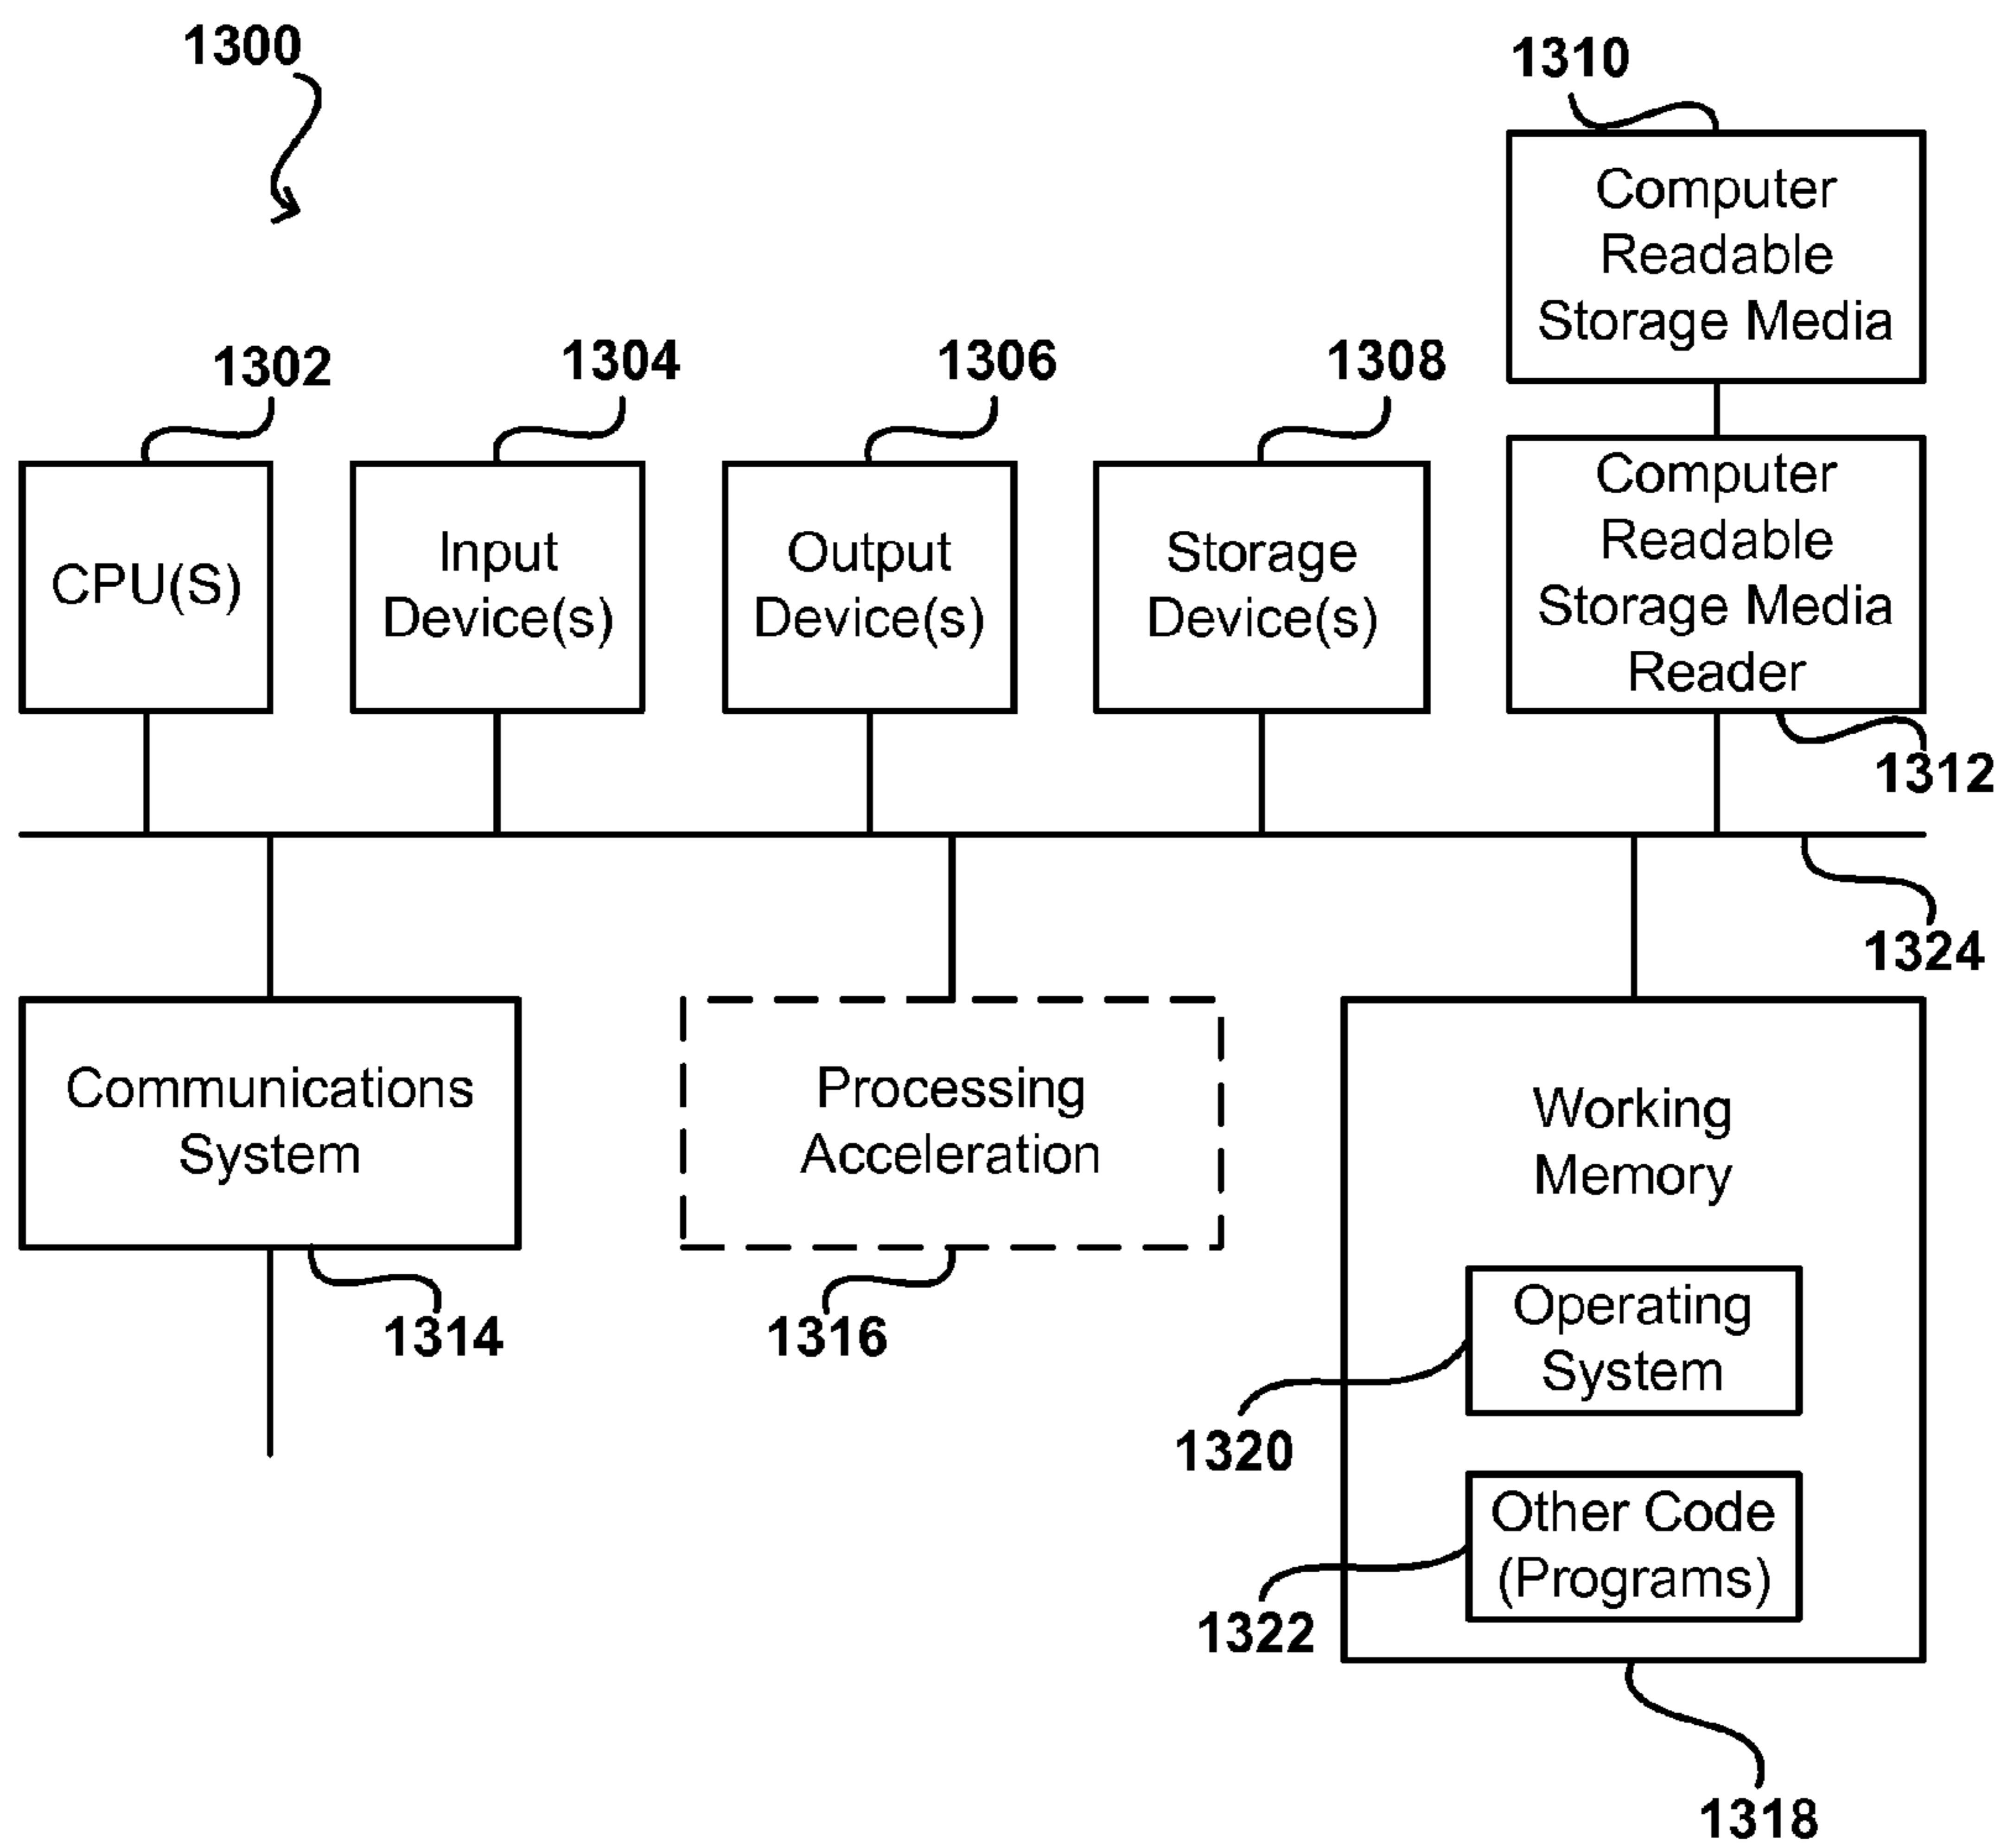 1300
1310
Computer
Readable
Storage Media
1302
1304
1306
1308
CPU(S)
Input
Device(s)
Output
Device(s)
Storage
Device(s)
Computer
Readable
Storage Media
Reader
1312
1324
Communications
System
1314
Processing
Acceleration
1316
Working
Memory
Operating
System
1320
Other Code
(Programs)
1322
1318